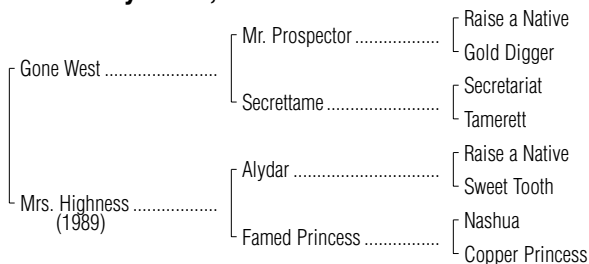 Raise a Native
Mr. Prospector ..................
Gold Digger
Gone West ........................
Secretariat
Secrettame ........................
Tamerett
Raise a Native
Alydar ...............................
Sweet Tooth
Mrs. Highness ..................
(1989)
Nashua
Famed Princess ................
Copper Princess